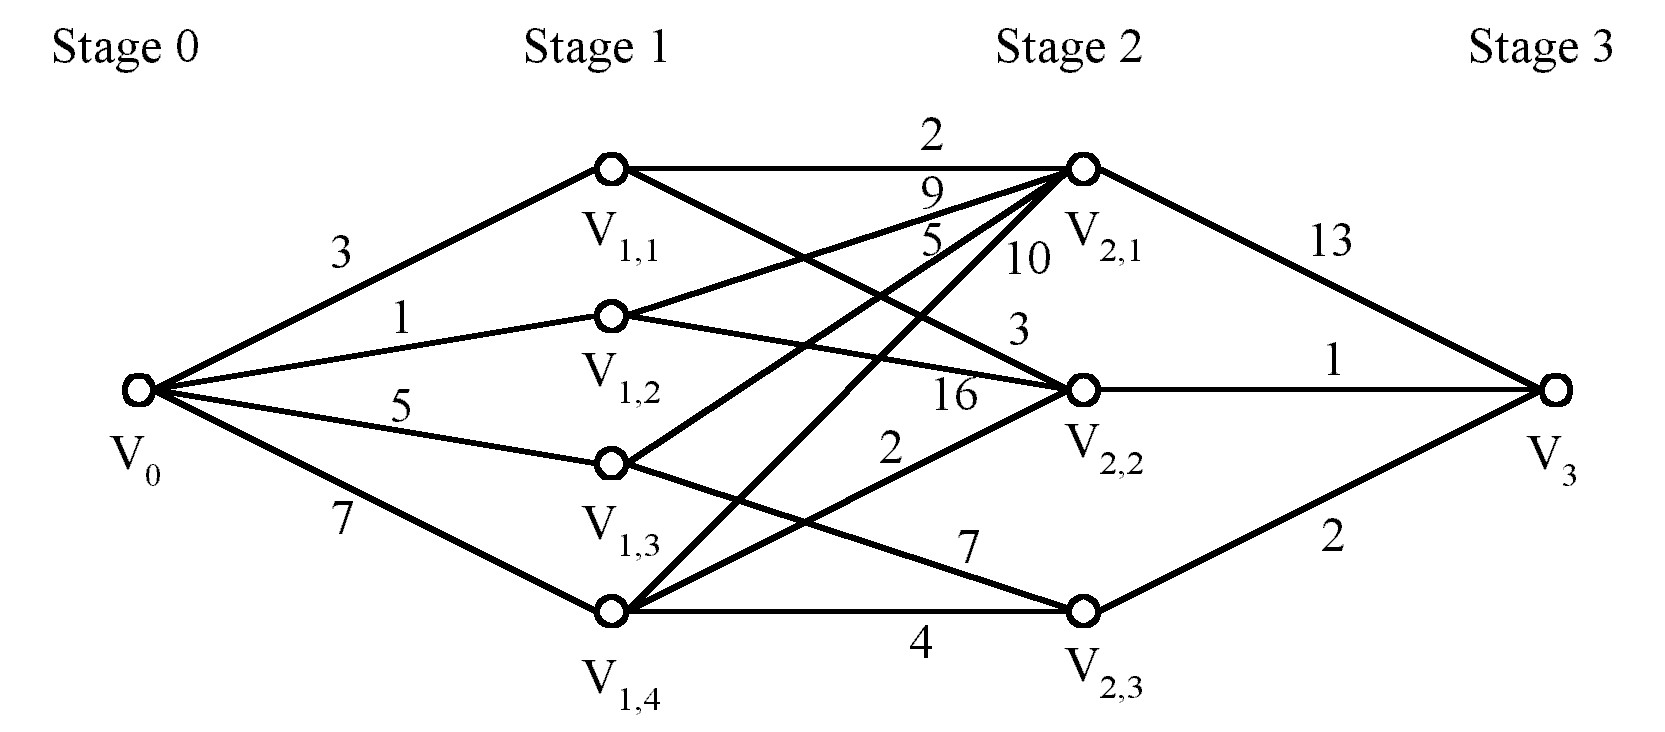 Stage 0 Stage 1 Stage 2 Stage 3
2
9
3 V1,1 5 10 V2,1 13
1 3 1
V1,2 16
5 2 V2,2
V0 V3
7 V1,3 7 2
4
V1,4 V2,3